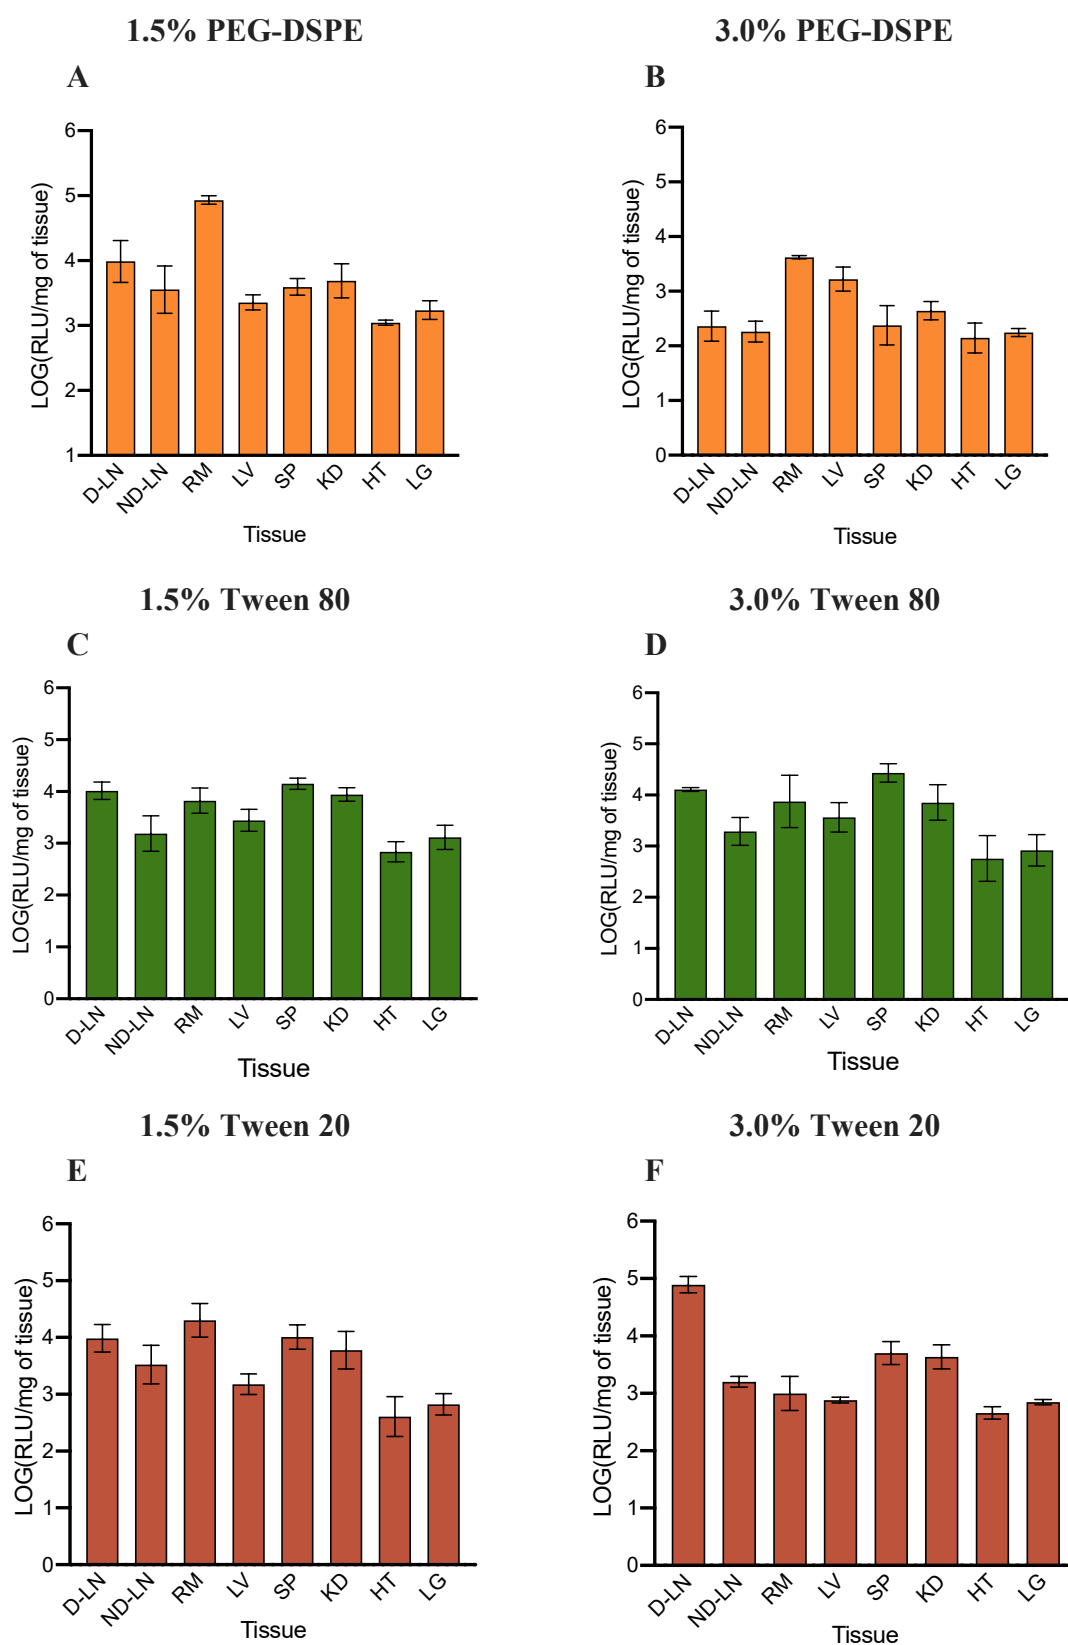 1.5% PEG-DSPE
A
LOG(RLU/mg of tissue)
6
5
4
3
2
1
D-LN
ND-LN
RM
LV
SP
KD
HT
LG
Tissue
3.0% PEG-DSPE
B
LOG(RLU/mg of tissue)
6
5
4
3
2
1
0
D-LN
ND-LN
RM
LV
SP
KD
HT
LG
Tissue
1.5% Tween 80
C
LOG(RLU/mg of tissue)
6
5
4
3
2
1
0
D-LN
ND-LN
RM
LV
SP
KD
HT
LG
Tissue
3.0% Tween 80
D
LOG(RLU/mg of tissue)
6
5
4
3
2
1
0
D-LN
ND-LN
RM
LV
SP
KD
HT
LG
Tissue
1.5% Tween 20
E
LOG(RLU/mg of tissue)
6
5
4
3
2
1
0
D-LN
ND-LN
RM
LV
SP
KD
HT
LG
Tissue
3.0% Tween 20
F
LOG(RLU/mg of tissue)
6
5
4
3
2
1
0
D-LN
ND-LN
RM
LV
SP
KD
HT
LG
Tissue